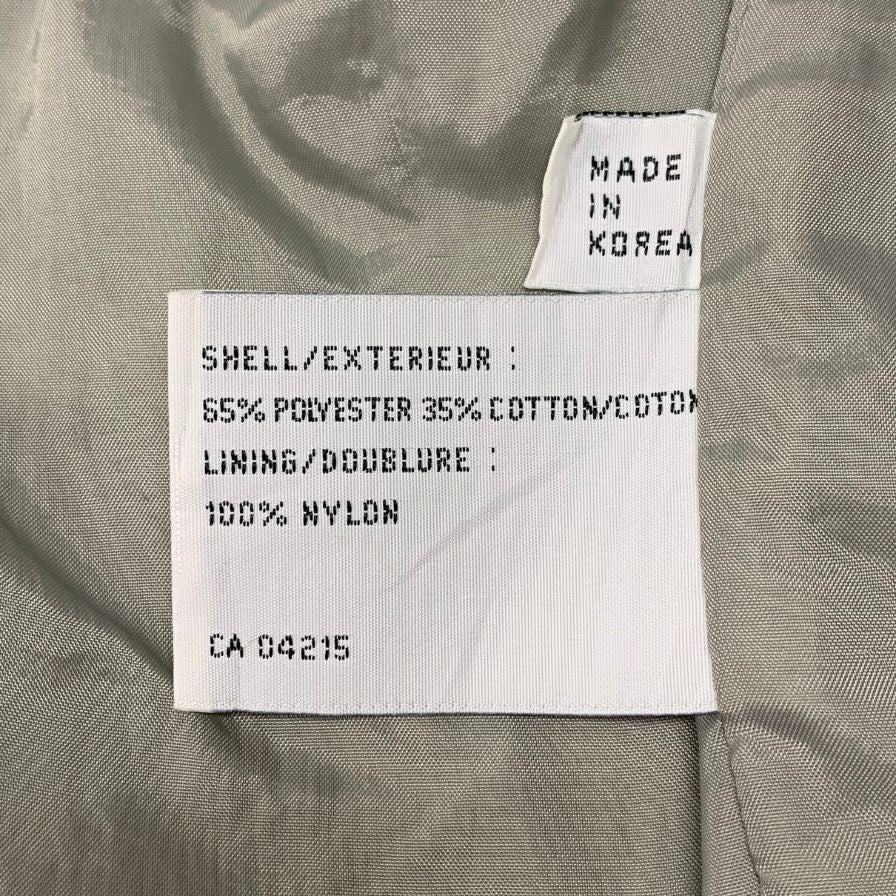 MADE
IN
KOREA
SHELL/EXTERIEUR :
65% POLYESTER 35% COTTON/COTON
LINING/DOUBLURE :
100% NYLON
CA 04215